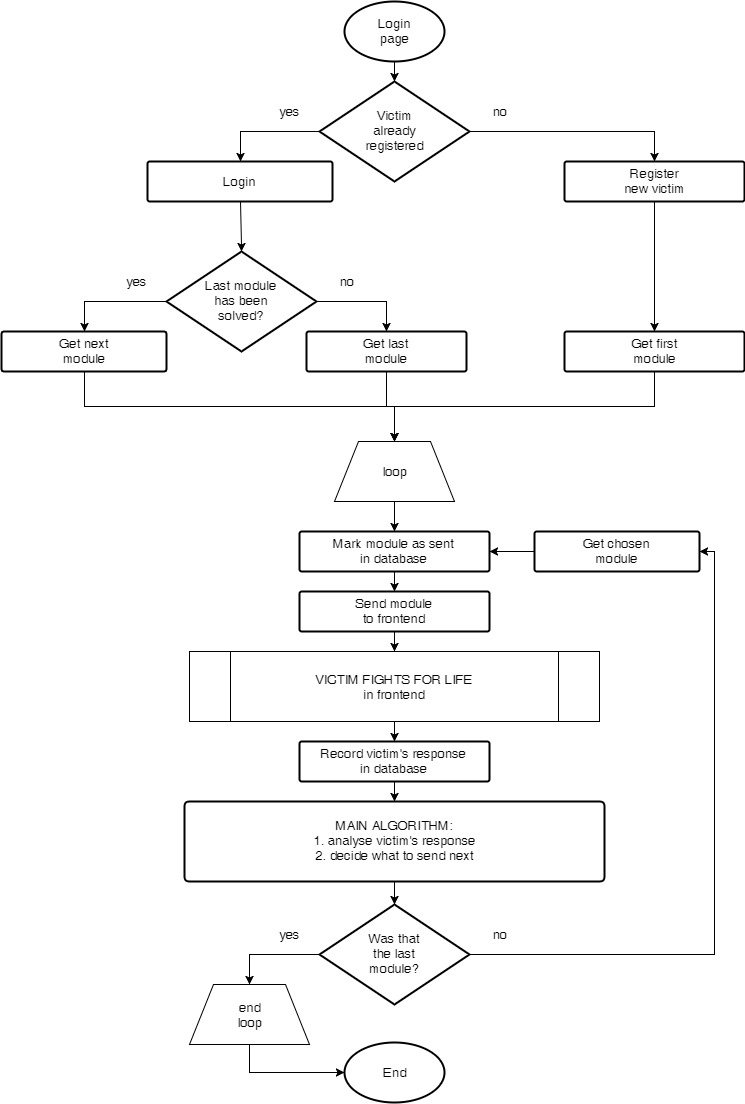 Login
page
yes
Victim
already
registered
no
Login
Register
new victim
yes
Last module
has been
solved?
no
Get next
module
Get last
module
Get first
module
loop
Mark module as sent
in database
Get chosen
module
Send module
to frontend
VICTIM FIGHTS FOR LIFE
in frontend
Record victim's response
in database
MAIN ALGORITHM:
1. analyse victim's response
2. decide what to send next
yes
Was that
the last
module?
no
end
loop
End